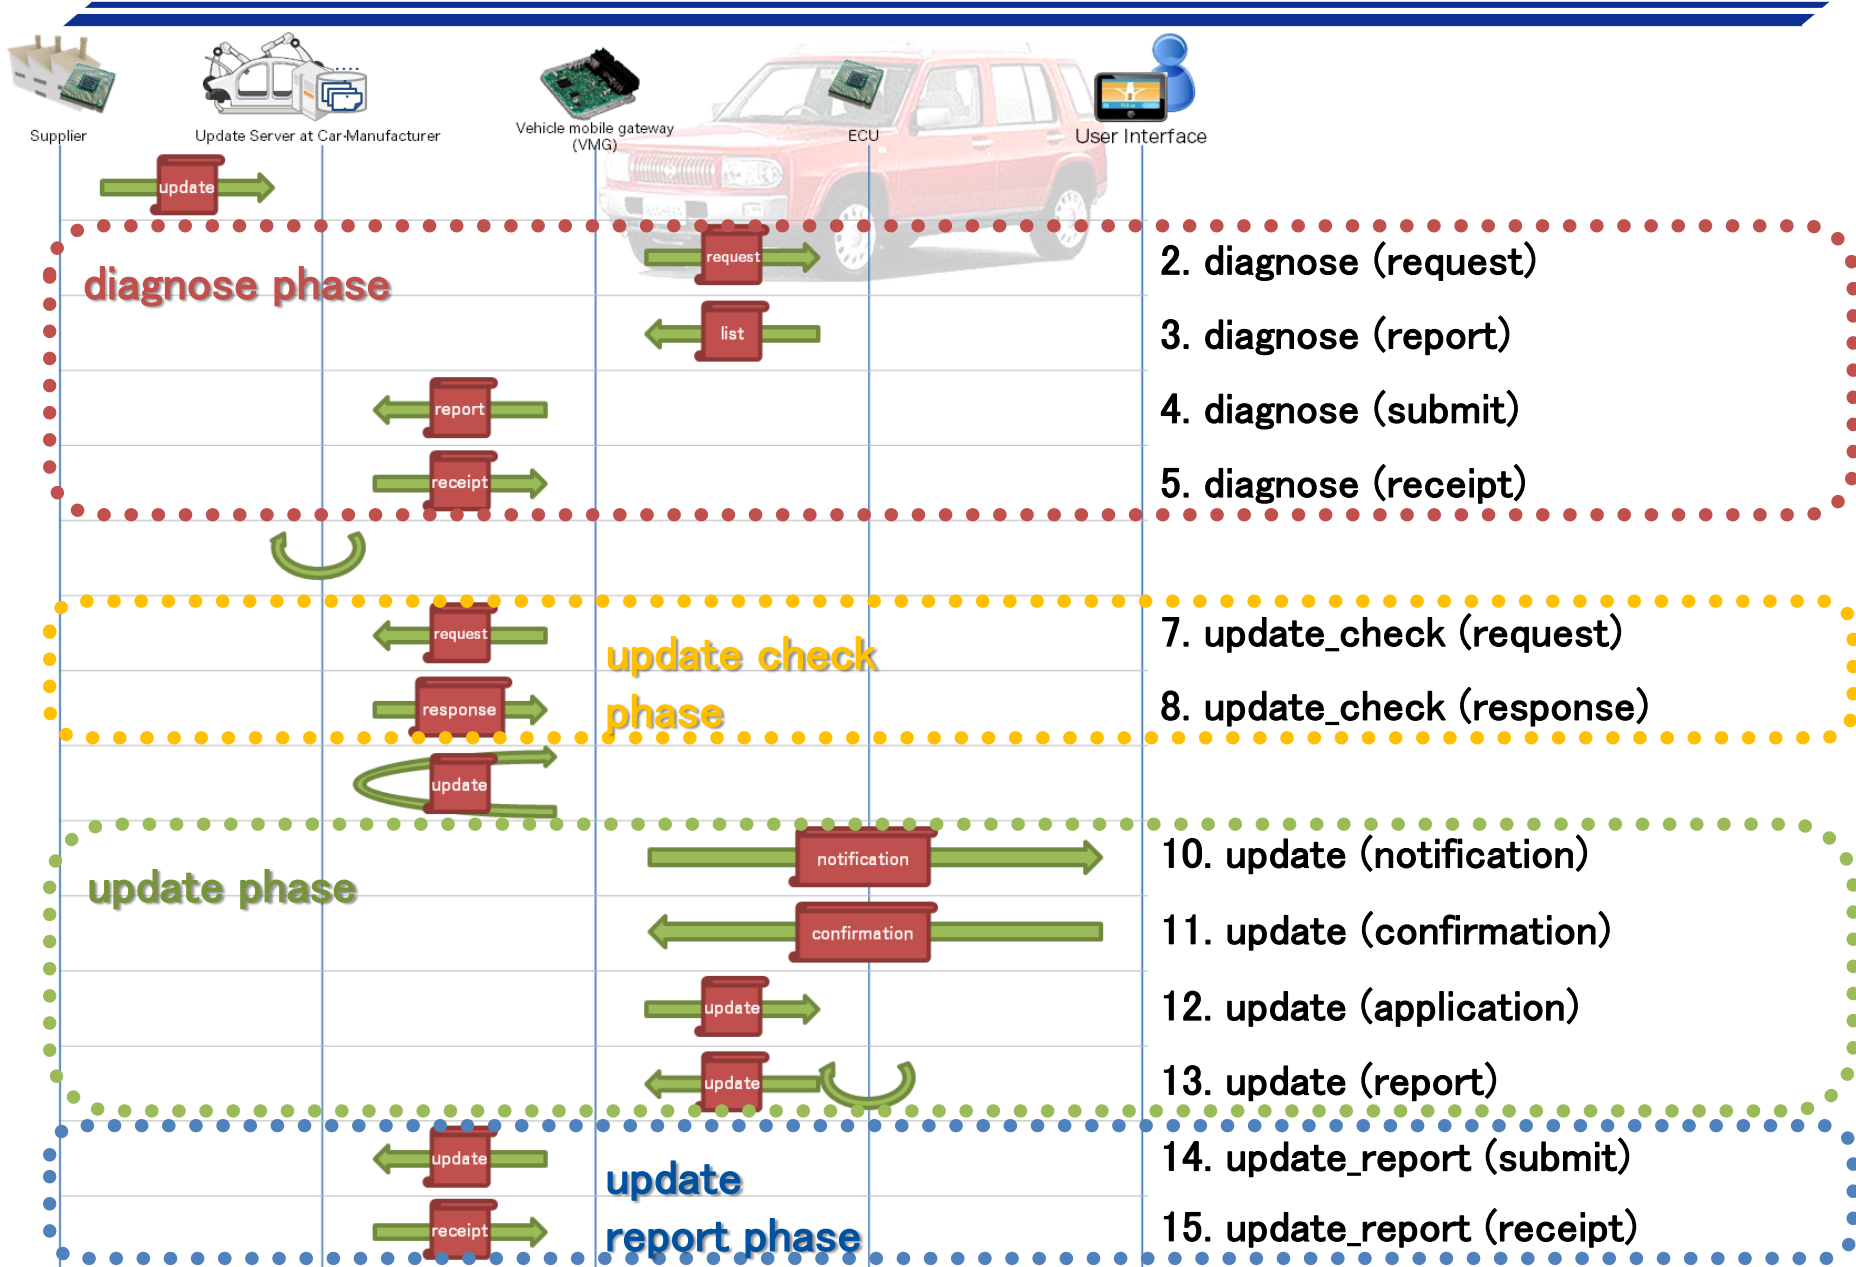 Supplier
Update Server at Car-Manufacturer
Vehicle mobile gateway
(VMG)
ECU
User Interface
update
diagnose phase
request
2. diagnose (request)
list
3. diagnose (report)
report
4. diagnose (submit)
receipt
5. diagnose (receipt)
request
update check
phase
7. update_check (request)
response
8. update_check (response)
update
update phase
notification
10. update (notification)
confirmation
11. update (confirmation)
update
12. update (application)
update
13. update (report)
update
update
report phase
14. update_report (submit)
receipt
15. update_report (receipt)